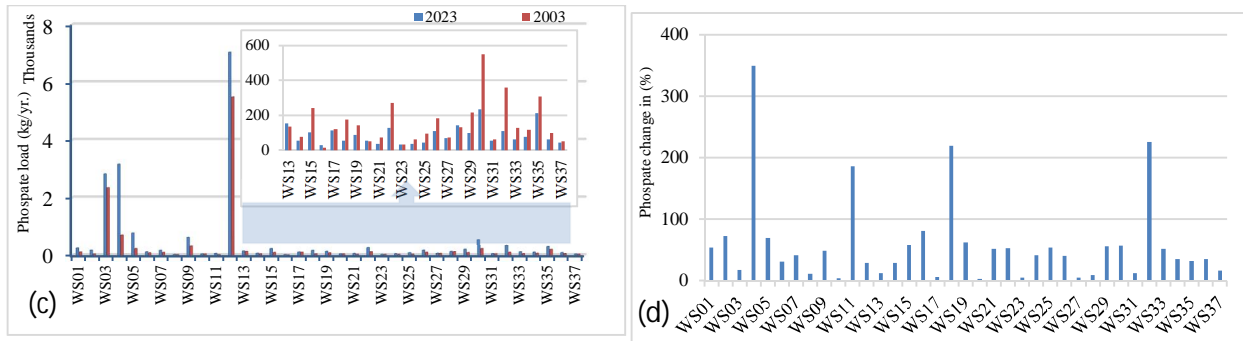 2023 2003
Phospate load (kg/yr.) Thousands
8
6
4
2
0
600
400
200
0
WS13 WS15 WS17 WS19 WS21 WS23 WS25 WS27 WS29 WS31 WS33 WS35 WS37
WS01 WS03 WS05 WS07 WS09 WS11 WS13 WS15 WS17 WS19 WS21 WS23 WS25 WS27 WS29 WS31 WS33 WS35 WS37
(c)
Phospate change in (%)
400
300
200
100
0
WS01 WS03 WS05 WS07 WS09 WS11 WS13 WS15 WS17 WS19 WS21 WS23 WS25 WS27 WS29 WS31 WS33 WS35 WS37
(d)